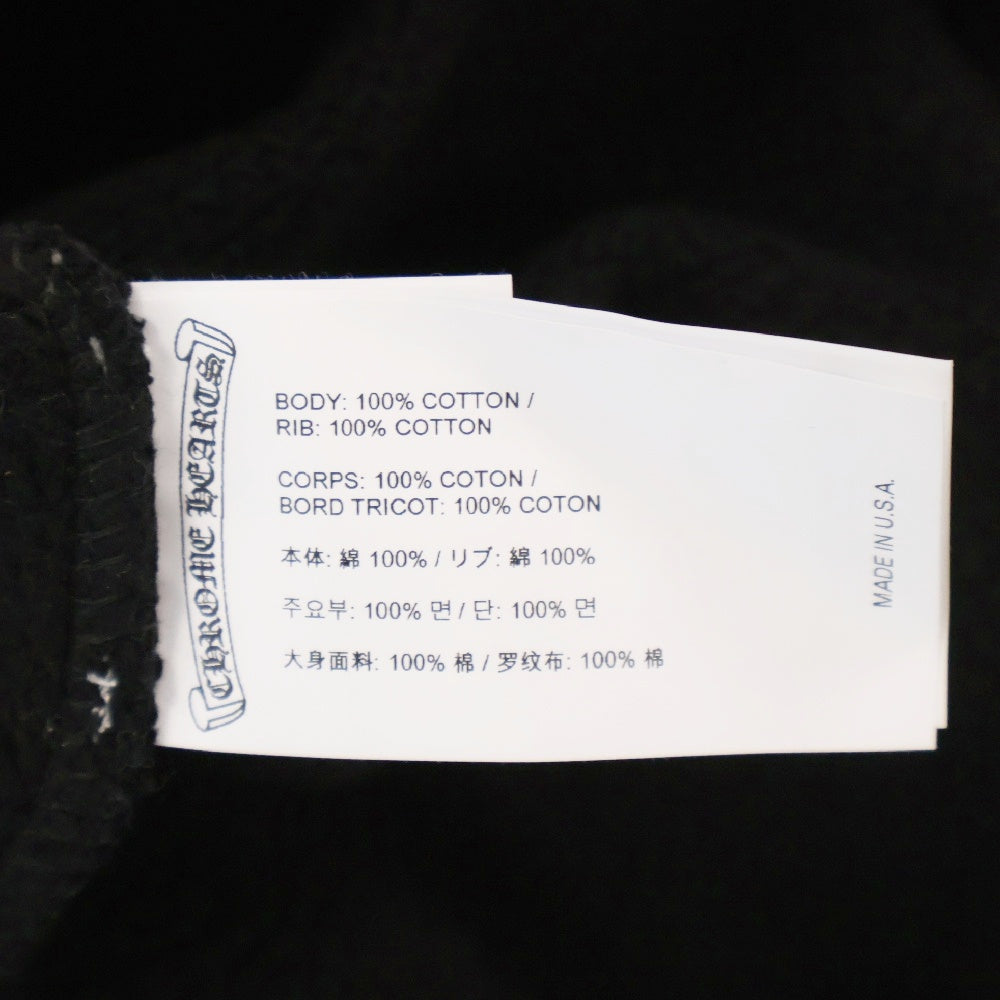 CHROME HEARTS
BODY: 100% COTTON /
RIB: 100% COTTON
CORPS: 100% COTON /
BORD TRICOT: 100% COTON
本体: 綿 100% / リブ: 綿 100%
주요부: 100% 면 / 단: 100% 면
大身面料: 100% 棉 / 罗纹布: 100% 棉
MADE IN U.S.A.